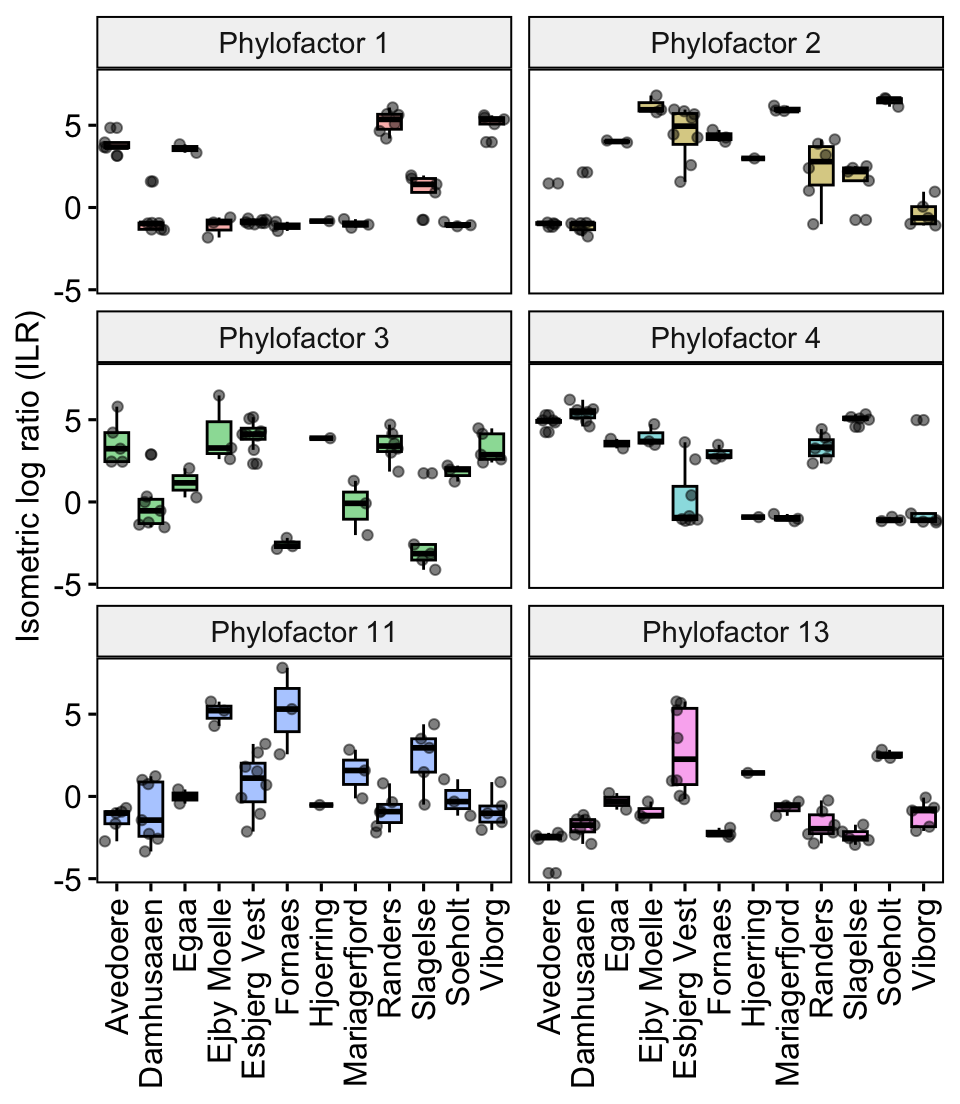 Phylofactor 1
Phylofactor 2
5
0
-5
Phylofactor 3
Phylofactor 4
5
0
-5
Phylofactor 11
Phylofactor 13
5
0
-5
Isometric log ratio (ILR)
Avedoere
Damhusaaen
Egaa
Ejby Moelle
Esbjerg Vest
Fornaes
Hjoerring
Mariagerfjord
Randers
Slagelse
Soeholt
Viborg
Avedoere
Damhusaaen
Egaa
Ejby Moelle
Esbjerg Vest
Fornaes
Hjoerring
Mariagerfjord
Randers
Slagelse
Soeholt
Viborg